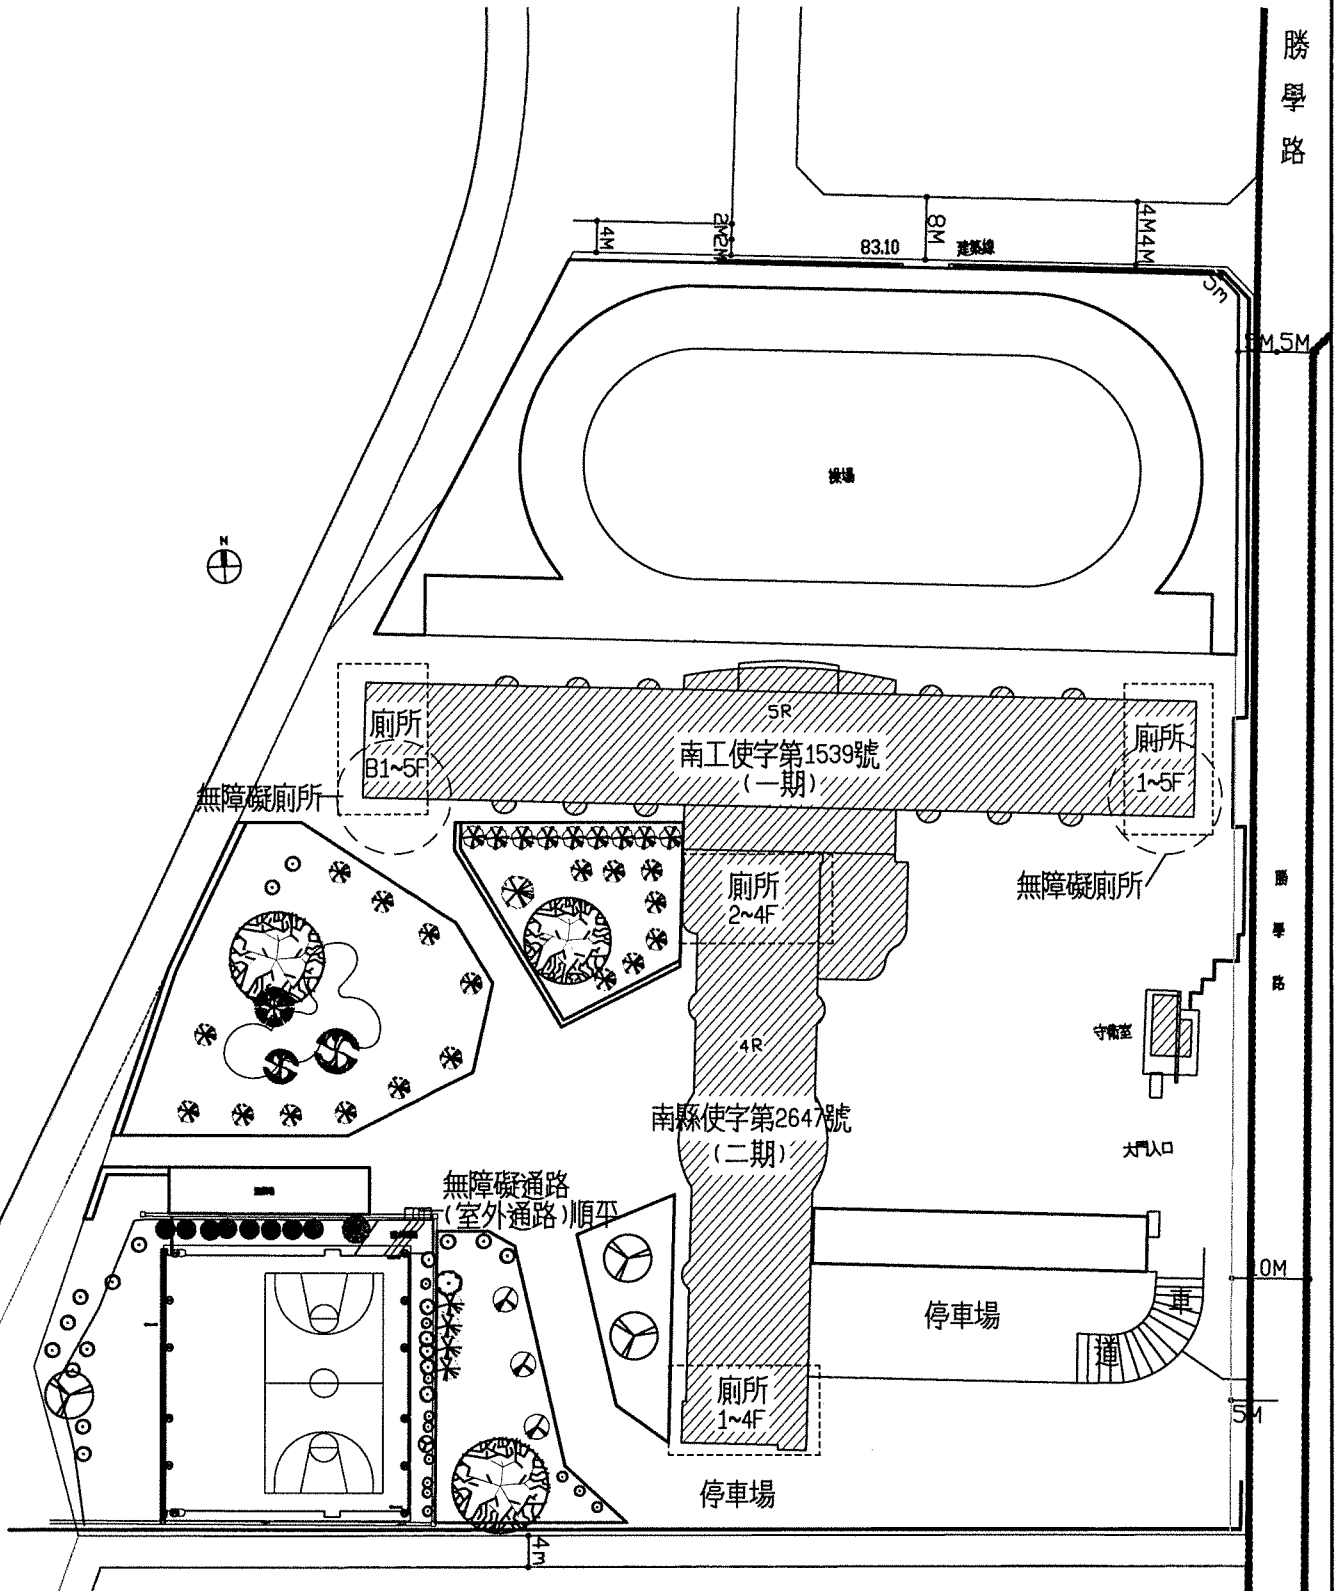 勝
學
路
4M
2M2M
8M
4M4M
83.10
建築線
5m
5M
操場
N
廁所
B1~5F
5R
南工使字第1539號
(一期)
廁所
1~5F
無障礙廁所
無障礙廁所
廁所
2~4F
勝
學
路
守衛室
4R
大門入口
南縣使字第2647號
(二期)
無障礙通路
(室外通路)順平
10M
停車場
車
道
廁所
1~4F
5M
停車場
4m